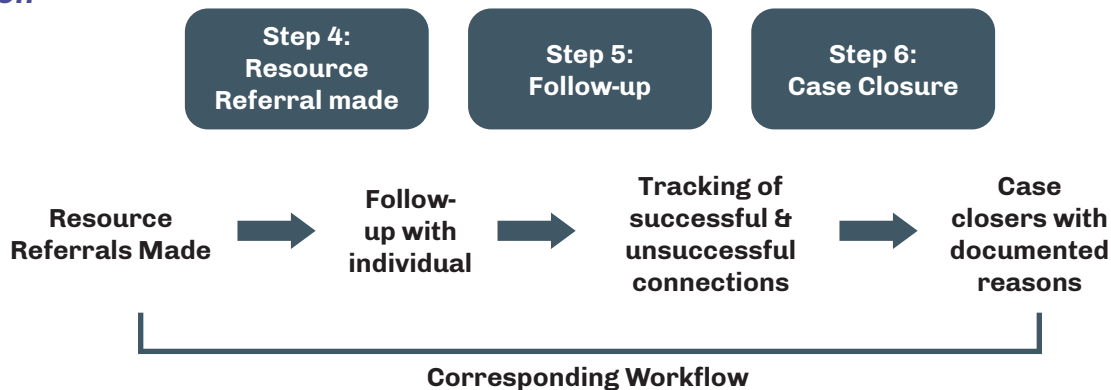 Step 4:
Resource
Referral made
Step 5:
Follow-up
Step 6:
Case Closure
Resource
Referrals Made
Follow-
up with
individual
Tracking of
successful &
unsuccessful
connections
Case
closers with
documented
reasons
Corresponding Workflow